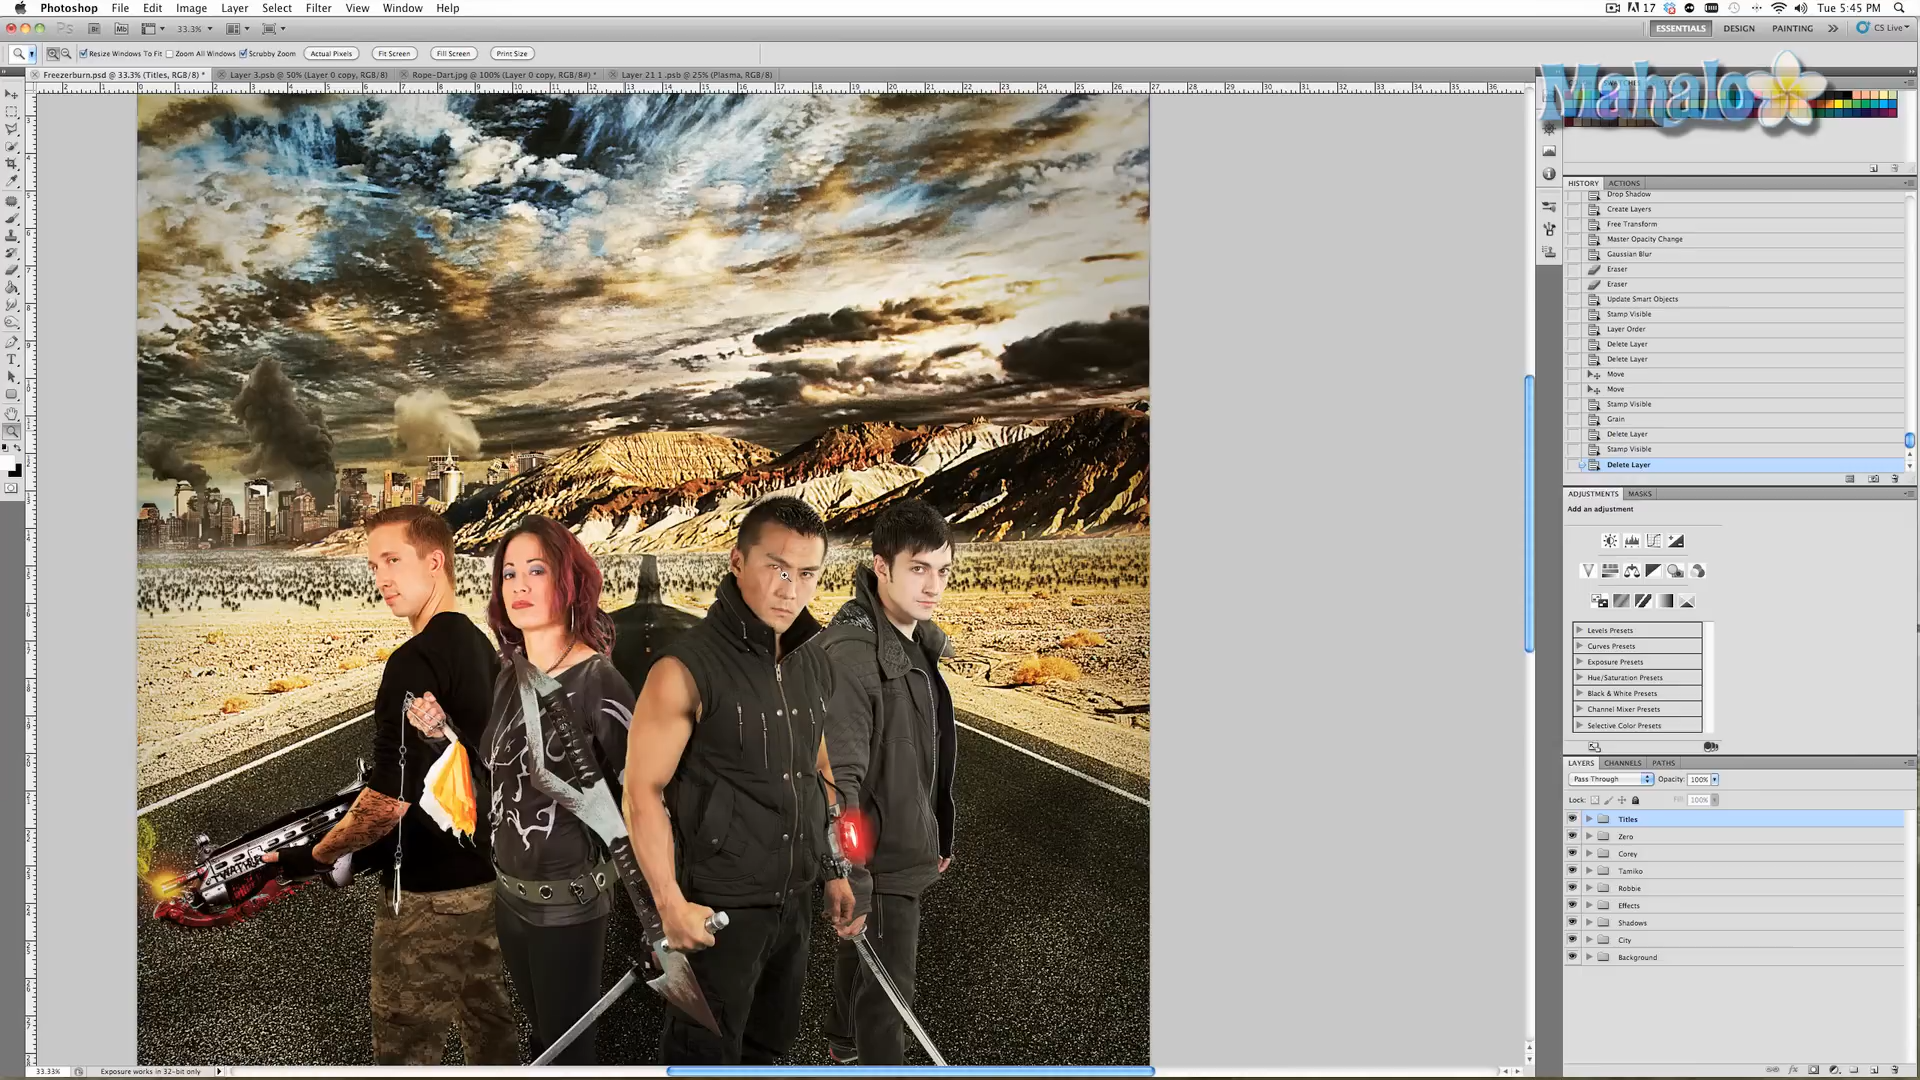 Photoshop File Edit Image Layer Select Filter View Window Help 17 Tue 5:45 PM
Ps Br Mb 33.3% ESSENTIALS DESIGN PAINTING CS Live
Resize Windows To Fit Zoom All Windows Scrubby Zoom Actual Pixels Fit Screen Fill Screen Print Size
Freezerburn.psd @ 33.3% (Titles, RGB/8) * Layer 3.psb @ 50% (Layer 0 copy, RGB/8) Rope-Dart.jpg @ 100% (Layer 0 copy, RGB/8#) * Layer 21 1 .psb @ 25% (Plasma, RGB/8)
Mahalo
HISTORY ACTIONS
Drop Shadow
Create Layers
Free Transform
Master Opacity Change
Gaussian Blur
Eraser
Eraser
Update Smart Objects
Stamp Visible
Layer Order
Delete Layer
Delete Layer
Move
Move
Stamp Visible
Grain
Delete Layer
Stamp Visible
Delete Layer
ADJUSTMENTS MASKS
Add an adjustment
Levels Presets
Curves Presets
Exposure Presets
Hue/Saturation Presets
Black & White Presets
Channel Mixer Presets
Selective Color Presets
LAYERS CHANNELS PATHS
Pass Through Opacity: 100%
Lock: Fill: 100%
Titles
Zero
Corey
Tamiko
Robbie
Effects
Shadows
City
Background
33.33% Exposure works in 32-bit only